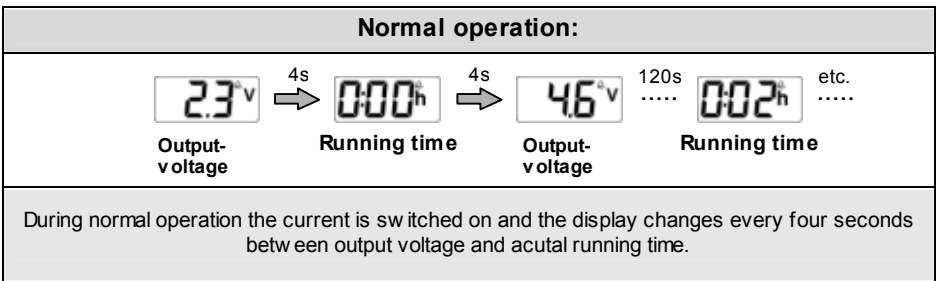 Normal operation:
4s 4s 120s etc.
2.3 V 0:00 h 4.6 V ..... 0:02 h .....
Output-voltage Running time Output-voltage Running time
During normal operation the current is switched on and the display changes every four seconds
between output voltage and acutal running time.